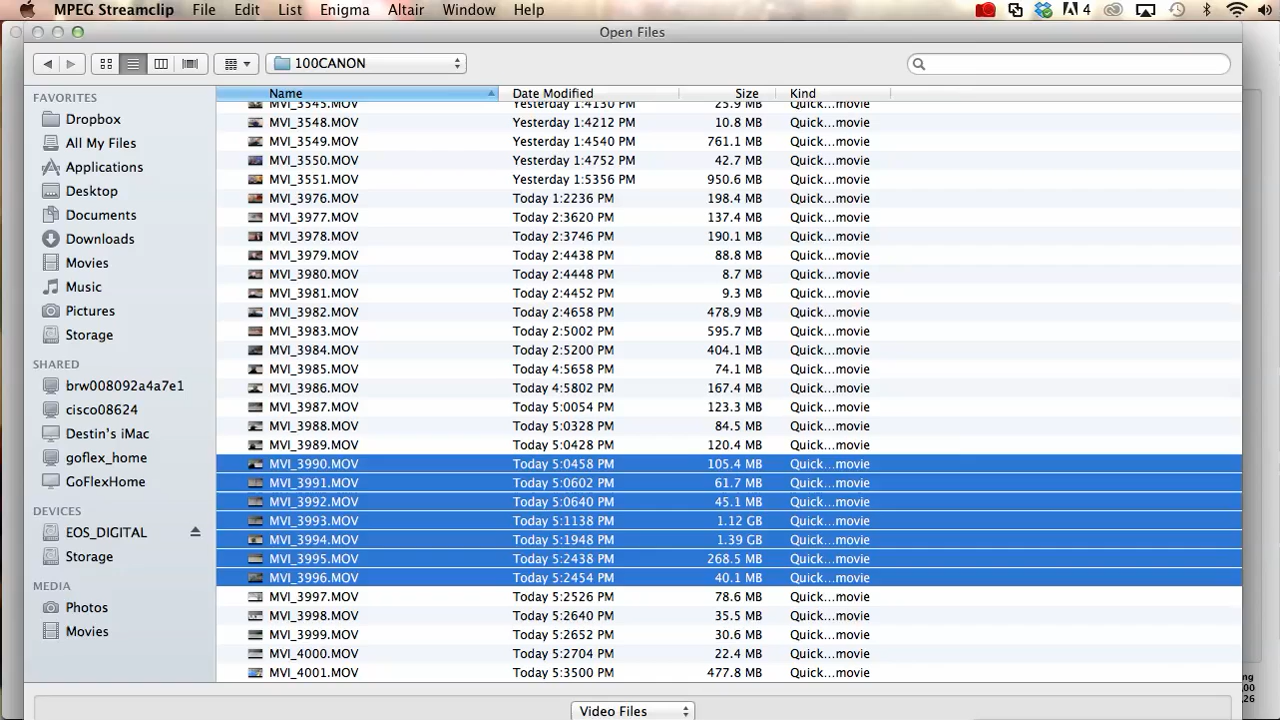 MPEG Streamclip File Edit List Enigma Altair Window Help 4
Open Files
100CANON
FAVORITES
Dropbox
All My Files
Applications
Desktop
Documents
Downloads
Movies
Music
Pictures
Storage
SHARED
brw008092a4a7e1
cisco08624
Destin's iMac
goflex_home
GoFlexHome
DEVICES
EOS_DIGITAL
Storage
MEDIA
Photos
Movies
Name Date Modified Size Kind
MVI_3545.MOV Yesterday 1:4130 PM 25.9 MB Quick...movie
MVI_3548.MOV Yesterday 1:4212 PM 10.8 MB Quick...movie
MVI_3549.MOV Yesterday 1:4540 PM 761.1 MB Quick...movie
MVI_3550.MOV Yesterday 1:4752 PM 42.7 MB Quick...movie
MVI_3551.MOV Yesterday 1:5356 PM 950.6 MB Quick...movie
MVI_3976.MOV Today 1:2236 PM 198.4 MB Quick...movie
MVI_3977.MOV Today 2:3620 PM 137.4 MB Quick...movie
MVI_3978.MOV Today 2:3746 PM 190.1 MB Quick...movie
MVI_3979.MOV Today 2:4438 PM 88.8 MB Quick...movie
MVI_3980.MOV Today 2:4448 PM 8.7 MB Quick...movie
MVI_3981.MOV Today 2:4452 PM 9.3 MB Quick...movie
MVI_3982.MOV Today 2:4658 PM 478.9 MB Quick...movie
MVI_3983.MOV Today 2:5002 PM 595.7 MB Quick...movie
MVI_3984.MOV Today 2:5200 PM 404.1 MB Quick...movie
MVI_3985.MOV Today 4:5658 PM 74.1 MB Quick...movie
MVI_3986.MOV Today 4:5802 PM 167.4 MB Quick...movie
MVI_3987.MOV Today 5:0054 PM 123.3 MB Quick...movie
MVI_3988.MOV Today 5:0328 PM 84.5 MB Quick...movie
MVI_3989.MOV Today 5:0428 PM 120.4 MB Quick...movie
MVI_3990.MOV Today 5:0458 PM 105.4 MB Quick...movie
MVI_3991.MOV Today 5:0602 PM 61.7 MB Quick...movie
MVI_3992.MOV Today 5:0640 PM 45.1 MB Quick...movie
MVI_3993.MOV Today 5:1138 PM 1.12 GB Quick...movie
MVI_3994.MOV Today 5:1948 PM 1.39 GB Quick...movie
MVI_3995.MOV Today 5:2438 PM 268.5 MB Quick...movie
MVI_3996.MOV Today 5:2454 PM 40.1 MB Quick...movie
MVI_3997.MOV Today 5:2526 PM 78.6 MB Quick...movie
MVI_3998.MOV Today 5:2640 PM 35.5 MB Quick...movie
MVI_3999.MOV Today 5:2652 PM 30.6 MB Quick...movie
MVI_4000.MOV Today 5:2704 PM 22.4 MB Quick...movie
MVI_4001.MOV Today 5:3500 PM 477.8 MB Quick...movie
ng
,00
.26
Video Files